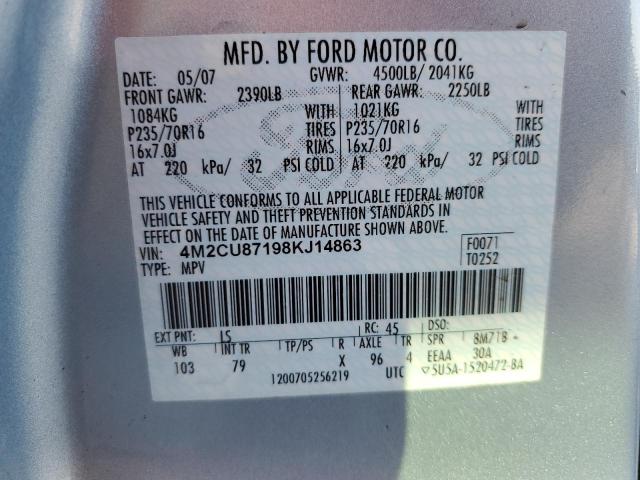 MFD. BY FORD MOTOR CO.
DATE: 05/07 GVWR: 4500LB/ 2041KG
FRONT GAWR: 2390LB REAR GAWR: 2250LB
1084KG WITH 1021KG WITH
P235/70R16 TIRES P235/70R16 TIRES
16x7.0J RIMS 16x7.0J RIMS
AT 220 kPa/ 32 PSI COLD AT 220 kPa/ 32 PSI COLD
Ford
THIS VEHICLE CONFORMS TO ALL APPLICABLE FEDERAL MOTOR
VEHICLE SAFETY AND THEFT PREVENTION STANDARDS IN
EFFECT ON THE DATE OF MANUFACTURE SHOWN ABOVE.
VIN: 4M2CU87198KJ14863 F0071
TYPE: MPV T0252
EXT PNT: IS RC: 45 DSO:
WB INT TR TP/PS R AXLE TR SPR 8M71B
103 79 X 96 4 EEAA 30A
1200705256219 UTC ▽5U5A-1520472-BA